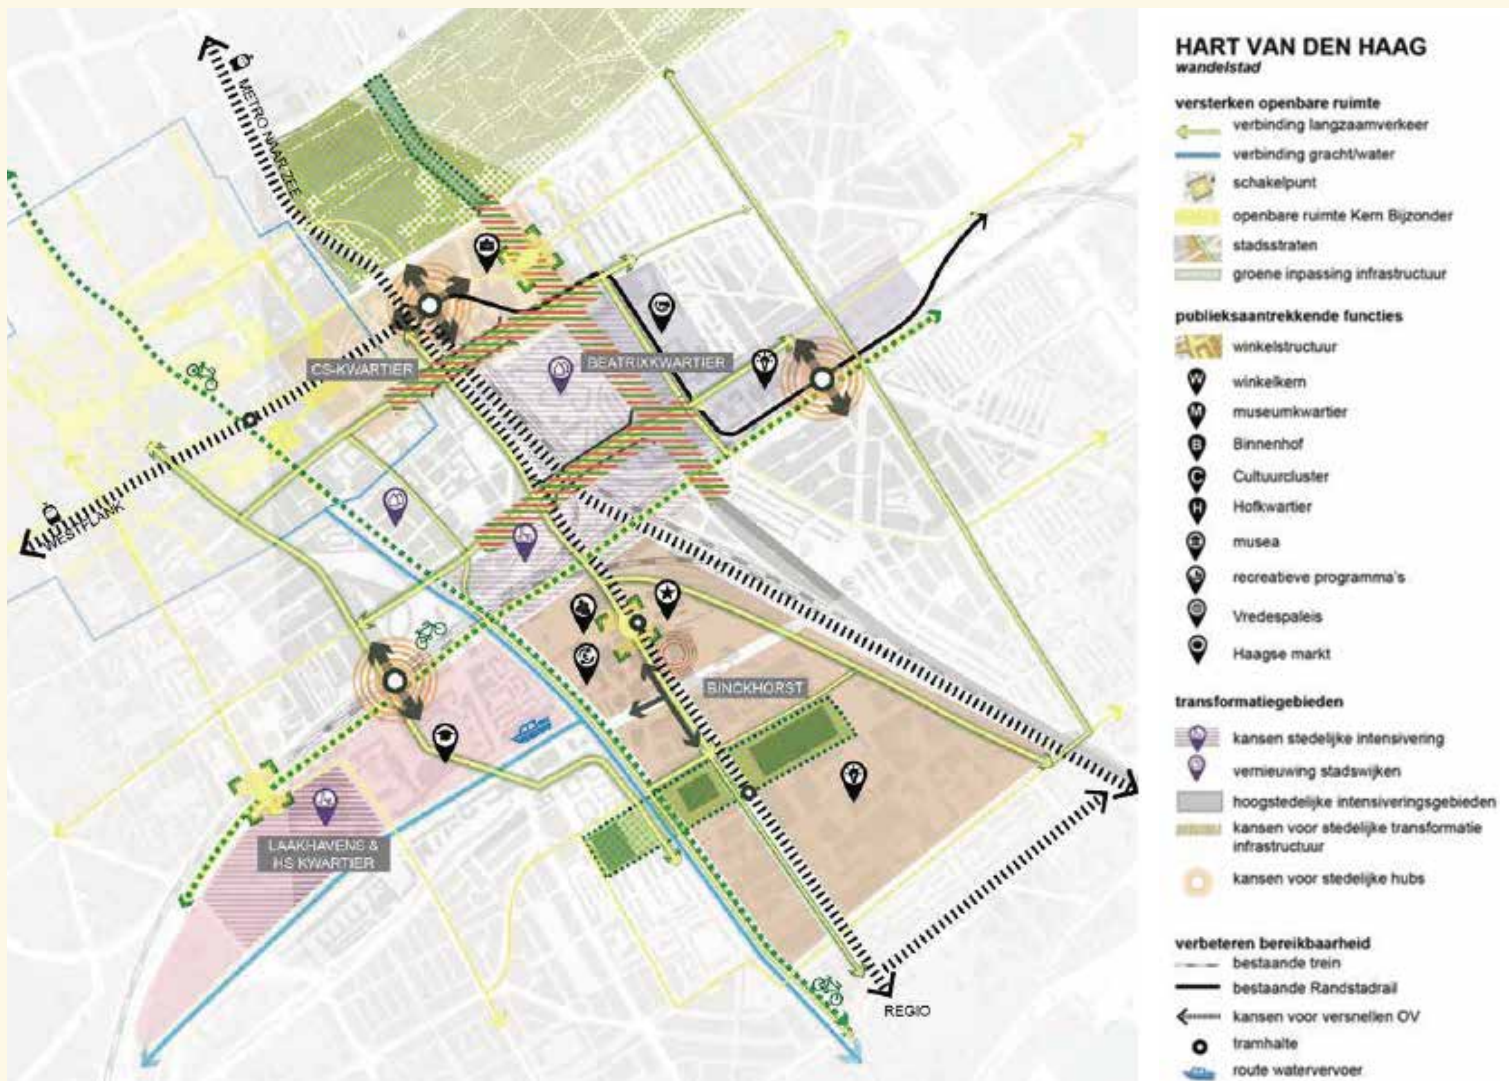 METRO NAAR ZEE
CS-KWARTIER
BEATRIXKWARTIER
WESTFLANK
BINCKHORST
LAAKHAVENS &
HS KWARTIER
REGIO
HART VAN DEN HAAG
wandelstad
versterken openbare ruimte
verbinding langzaamverkeer
verbinding gracht/water
schakelpunt
openbare ruimte Kern Bijzonder
stadsstraten
groene inpassing infrastructuur
publieksaantrekkende functies
winkelstructuur
W
winkelkern
M
museumkwartier
B
Binnenhof
C
Cultuurcluster
H
Hofkwartier
musea
recreatieve programma's
Vredespaleis
Haagse markt
transformatiegebieden
kansen stedelijke intensivering
vernieuwing stadswijken
hoogstedelijke intensiveringsgebieden
kansen voor stedelijke transformatie
infrastructuur
kansen voor stedelijke hubs
verbeteren bereikbaarheid
bestaande trein
bestaande Randstadrail
kansen voor versnellen OV
tramhalte
route watervervoer